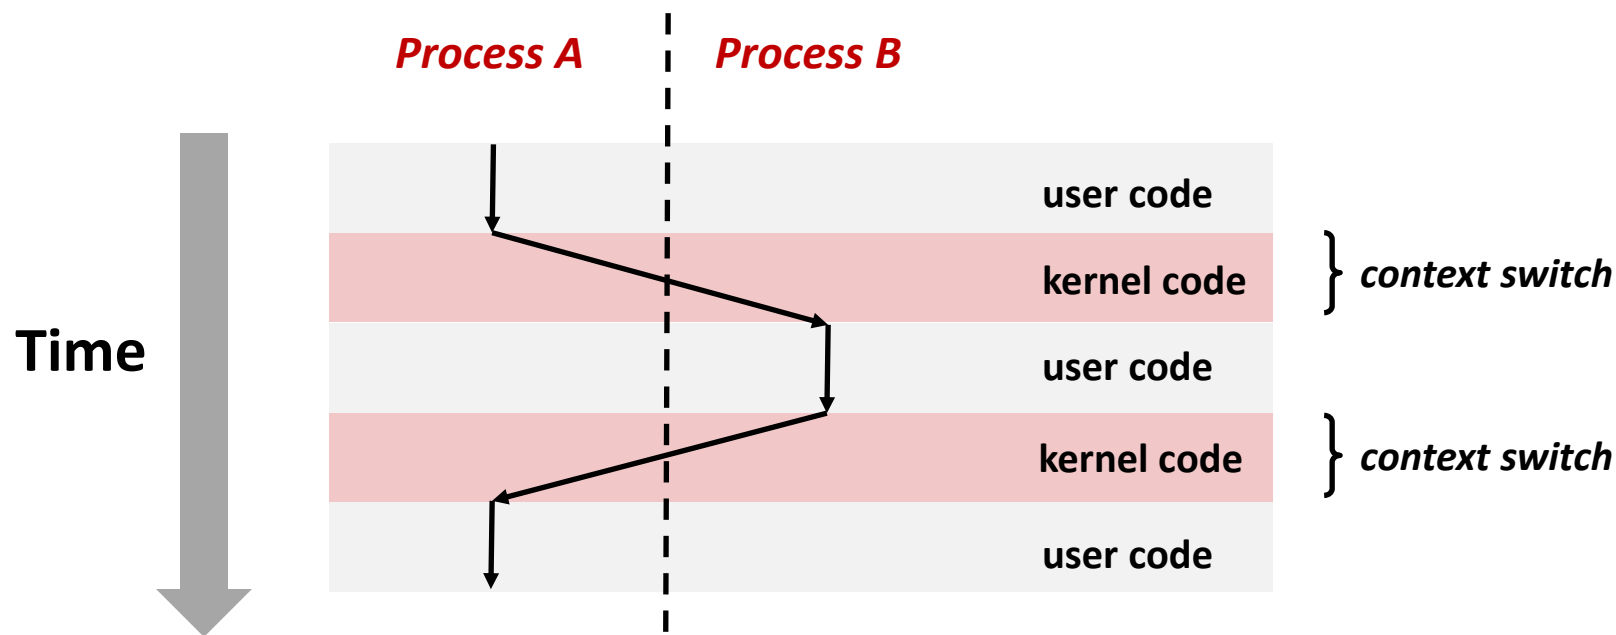 Process A
Process B
user code
kernel code
context switch
Time
user code
kernel code
context switch
user code